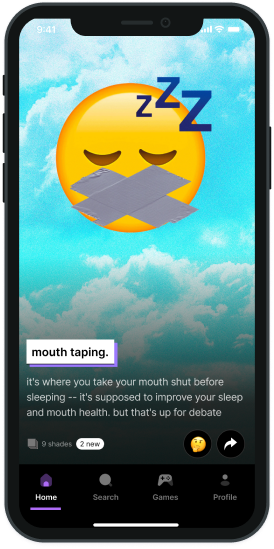 9:41
zZZ
mouth taping.
it's where you take your mouth shut before
sleeping -- it's supposed to improve your sleep
and mouth health. but that's up for debate
9 shades 2 new
Home Search Games Profile